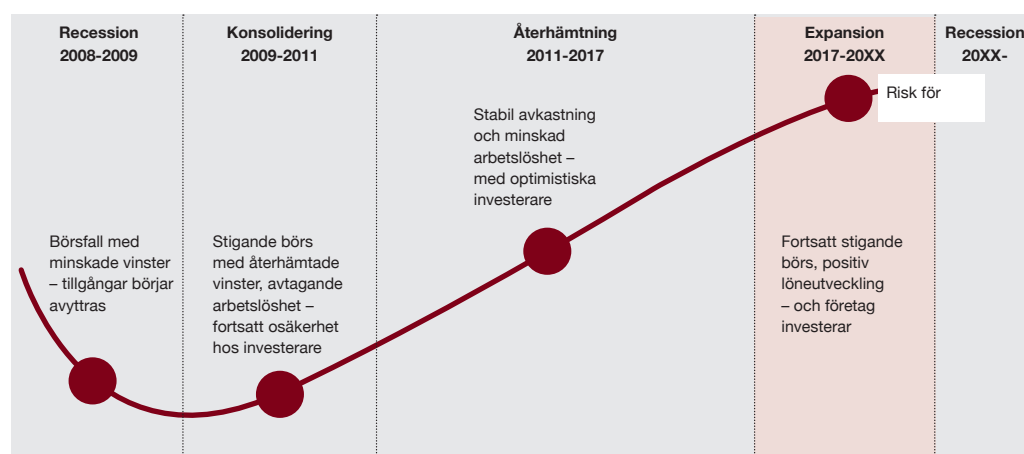 Recession
2008-2009
Konsolidering
2009-2011
Återhämtning
2011-2017
Expansion
2017-20XX
Recession
20XX-
Risk för
Stabil avkastning
och minskad
arbetslöshet –
med optimistiska
investerare
Börsfall med
minskade vinster
– tillgångar börjar
avyttras
Stigande börs
med återhämtade
vinster, avtagande
arbetslöshet –
fortsatt osäkerhet
hos investerare
Fortsatt stigande
börs, positiv
löneutveckling
– och företag
investerar